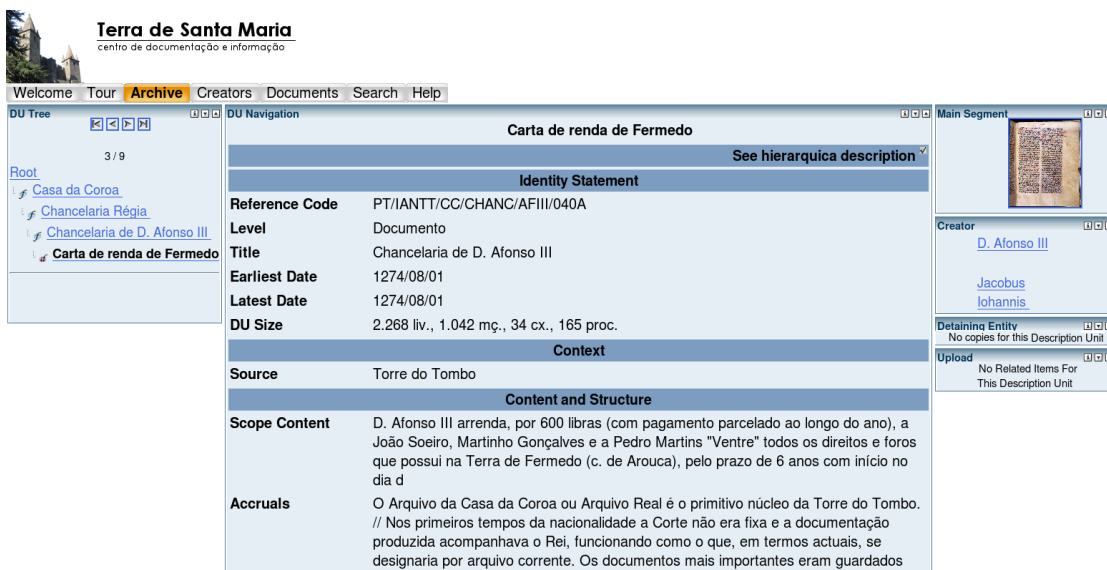 Terra de Santa Maria
centro de documentação e informação
Welcome Tour Archive Creators Documents Search Help
DU Tree
3 / 9
Root
Casa da Coroa
Chancelaria Régia
Chancelaria de D. Afonso III
Carta de renda de Fermedo
DU Navigation
Carta de renda de Fermedo
See hierarquica description
Identity Statement
Reference Code PT/IANTT/CC/CHANC/AFIII/040A
Level Documento
Title Chancelaria de D. Afonso III
Earliest Date 1274/08/01
Latest Date 1274/08/01
DU Size 2.268 liv., 1.042 mç., 34 cx., 165 proc.
Context
Source Torre do Tombo
Content and Structure
Scope Content D. Afonso III arrenda, por 600 libras (com pagamento parcelado ao longo do ano), a
João Soeiro, Martinho Gonçalves e a Pedro Martins "Ventre" todos os direitos e foros
que possui na Terra de Fermedo (c. de Arouca), pelo prazo de 6 anos com início no
dia d
Accruals O Arquivo da Casa da Coroa ou Arquivo Real é o primitivo núcleo da Torre do Tombo.
// Nos primeiros tempos da nacionalidade a Corte não era fixa e a documentação
produzida acompanhava o Rei, funcionando como o que, em termos actuais, se
designaria por arquivo corrente. Os documentos mais importantes eram guardados
Main Segment
Creator
D. Afonso III
Jacobus
Iohannis
Detaining Entity
No copies for this Description Unit
Upload
No Related Items For
This Description Unit